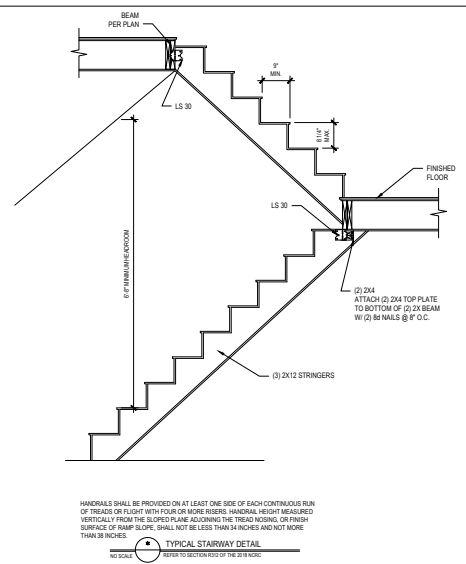 BEAM
PER PLAN
9"
MIN.
LS 30
8 1/4"
MAX.
FINISHED
FLOOR
LS 30
6'-8" MINIMUM HEADROOM
(2) 2X4
ATTACH (2) 2X4 TOP PLATE
TO BOTTOM OF (2) 2X BEAM
W/ (2) 8d NAILS @ 8" O.C.
(3) 2X12 STRINGERS
HANDRAILS SHALL BE PROVIDED ON AT LEAST ONE SIDE OF EACH CONTINUOUS RUN
OF TREADS OR FLIGHT WITH FOUR OR MORE RISERS. HANDRAIL HEIGHT MEASURED
VERTICALLY FROM THE SLOPED PLANE ADJOINING THE TREAD NOSING, OR FINISH
SURFACE OF RAMP SLOPE, SHALL NOT BE LESS THAN 34 INCHES AND NOT MORE
THAN 38 INCHES.
* TYPICAL STAIRWAY DETAIL
NO SCALE REFER TO SECTION R312 OF THE 2018 NCRC